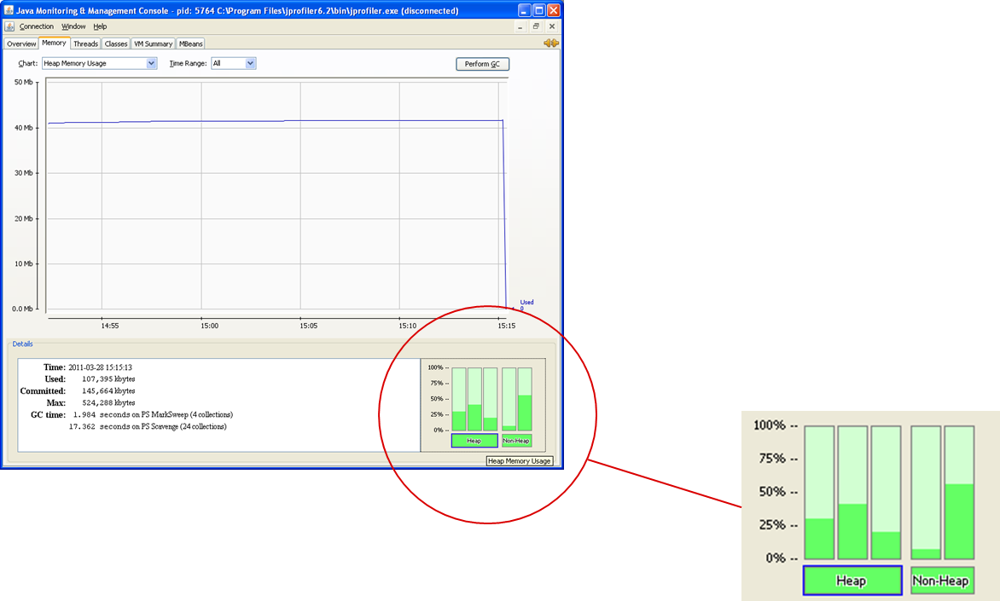 Java Monitoring & Management Console - pid: 5764 C:\Program Files\jprofiler6.2\bin\jprofiler.exe (disconnected)
Connection Window Help
Overview Memory Threads Classes VM Summary MBeans
Chart: Heap Memory Usage Time Range: All Perform GC
50 Mb
40 Mb
30 Mb
20 Mb
10 Mb
0.0 Mb
Used
0
14:55 15:00 15:05 15:10 15:15
Details
Time: 2011-03-28 15:15:13
Used: 107,395 kbytes
Committed: 145,664 kbytes
Max: 524,288 kbytes
GC time: 1.984 seconds on PS MarkSweep (4 collections)
17.362 seconds on PS Scavenge (24 collections)
100% --
75% --
50% --
25% --
0% --
Heap Non-Heap
Heap Memory Usage
100% --
75% --
50% --
25% --
0% --
Heap Non-Heap